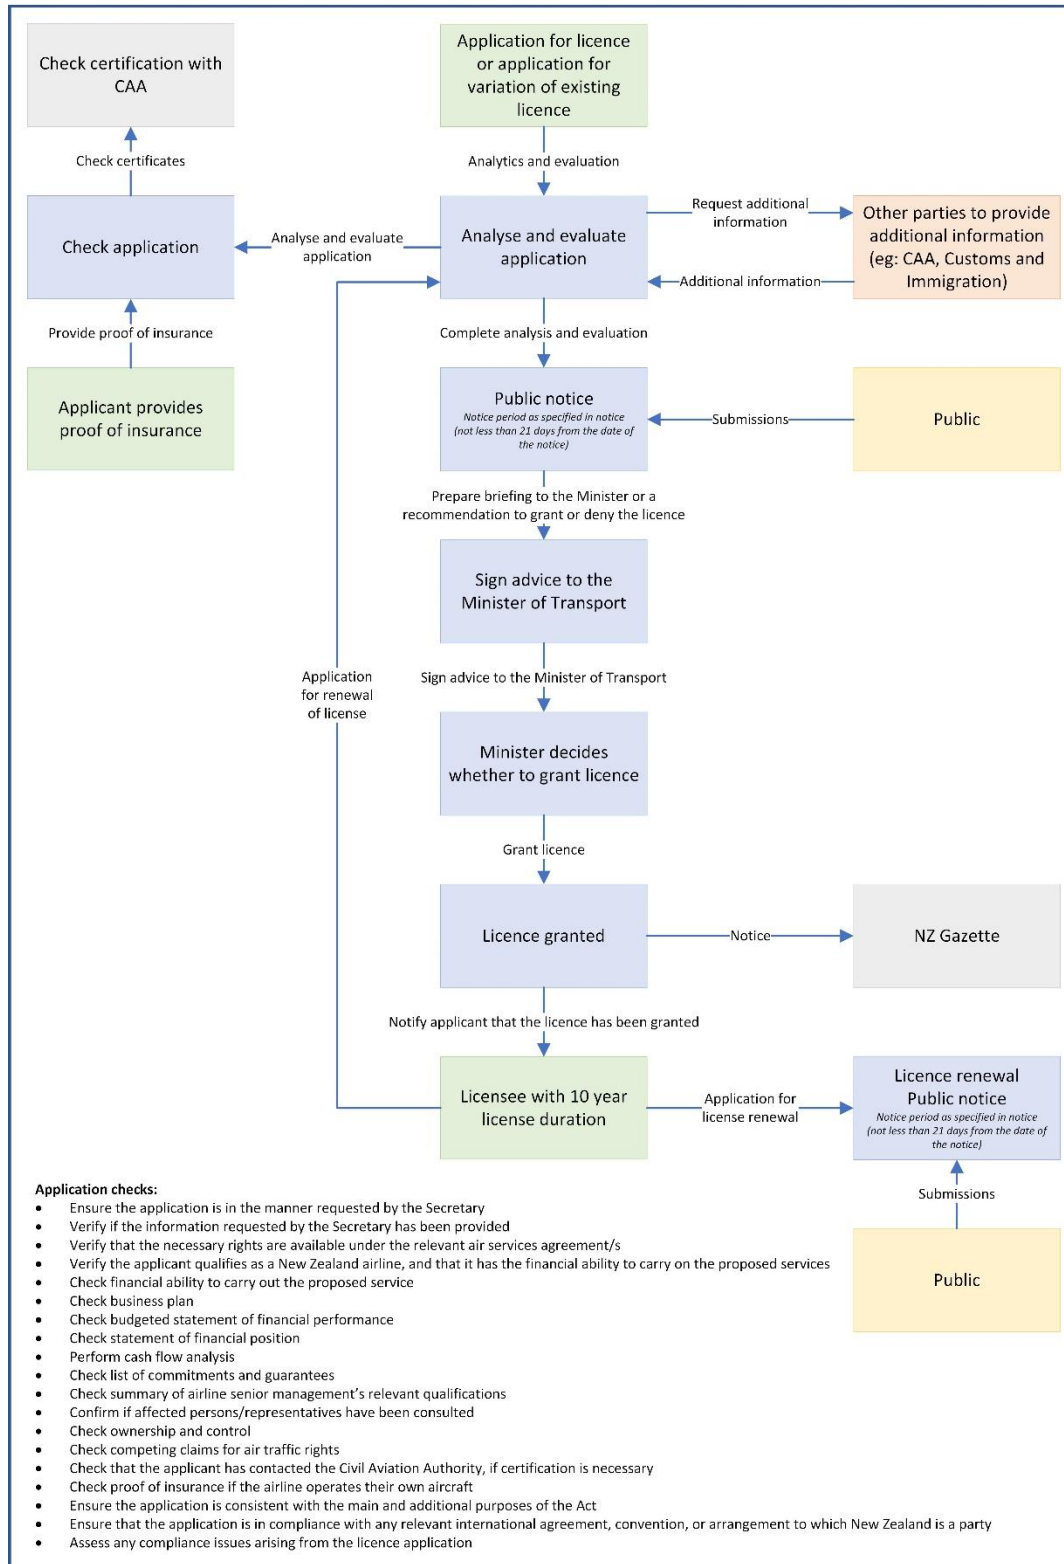 Check certification with
CAA
Application for licence
or application for
variation of existing
licence
Check certificates
Analytics and evaluation
Check application
Analyse and evaluate
application
Analyse and evaluate
application
Request additional
information
Additional information
Other parties to provide
additional information
(eg: CAA, Customs and
Immigration)
Provide proof of insurance
Complete analysis and evaluation
Applicant provides
proof of insurance
Public notice
Notice period as specified in notice
(not less than 21 days from the date of
the notice)
Submissions
Public
Prepare briefing to the Minister or a
recommendation to grant or deny the licence
Sign advice to the
Minister of Transport
Application
for renewal
of license
Sign advice to the Minister of Transport
Minister decides
whether to grant licence
Grant licence
Licence granted
Notice
NZ Gazette
Notify applicant that the licence has been granted
Licensee with 10 year
license duration
Application for
license renewal
Licence renewal
Public notice
Notice period as specified in notice
(not less than 21 days from the date of
the notice)
Submissions
Public
Application checks:
• Ensure the application is in the manner requested by the Secretary
• Verify if the information requested by the Secretary has been provided
• Verify that the necessary rights are available under the relevant air services agreement/s
• Verify the applicant qualifies as a New Zealand airline, and that it has the financial ability to carry on the proposed services
• Check financial ability to carry out the proposed service
• Check business plan
• Check budgeted statement of financial performance
• Check statement of financial position
• Perform cash flow analysis
• Check list of commitments and guarantees
• Check summary of airline senior management’s relevant qualifications
• Confirm if affected persons/representatives have been consulted
• Check ownership and control
• Check competing claims for air traffic rights
• Check that the applicant has contacted the Civil Aviation Authority, if certification is necessary
• Check proof of insurance if the airline operates their own aircraft
• Ensure the application is consistent with the main and additional purposes of the Act
• Ensure that the application is in compliance with any relevant international agreement, convention, or arrangement to which New Zealand is a party
• Assess any compliance issues arising from the licence application